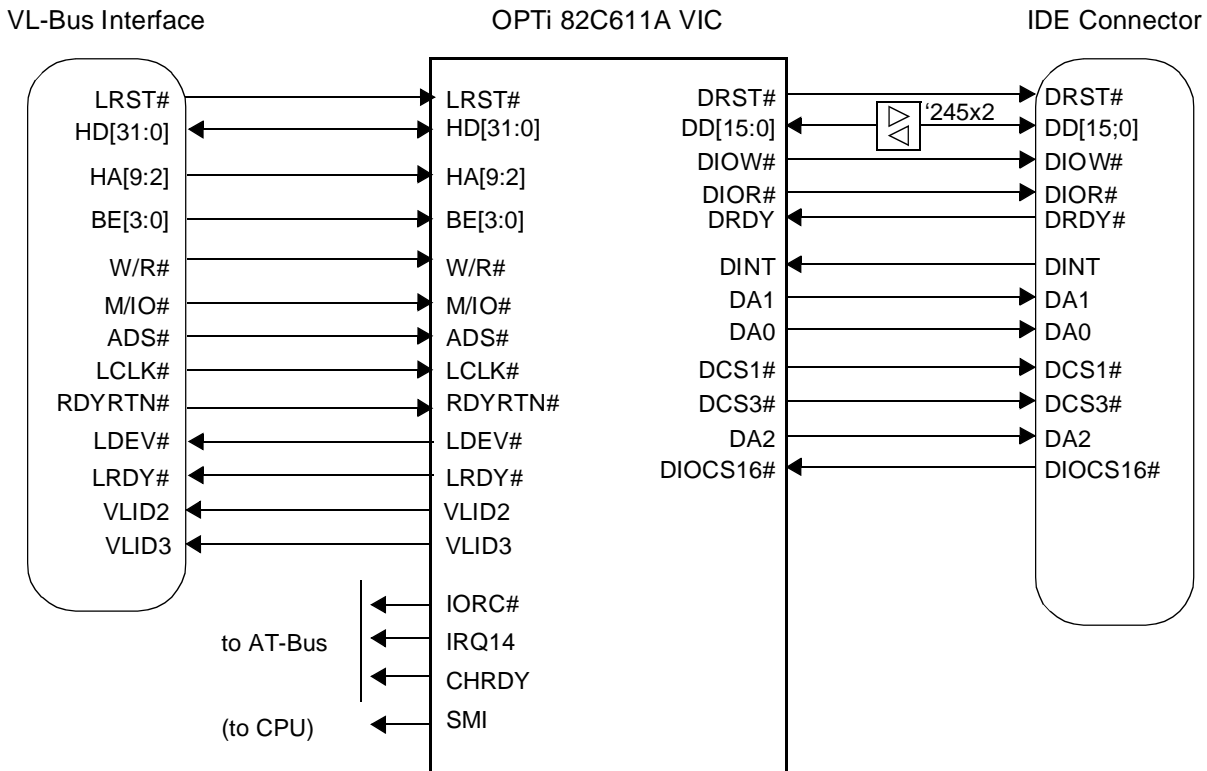 VL-Bus Interface
OPTi 82C611A VIC
IDE Connector
LRST#
HD[31:0]
HA[9:2]
BE[3:0]
W/R#
M/IO#
ADS#
LCLK#
RDYRTN#
LDEV#
LRDY#
VLID2
VLID3
LRST#
HD[31:0]
HA[9:2]
BE[3:0]
W/R#
M/IO#
ADS#
LCLK#
RDYRTN#
LDEV#
LRDY#
VLID2
VLID3
IORC#
IRQ14
CHRDY
SMI
to AT-Bus
(to CPU)
DRST#
DD[15:0]
DIOW#
DIOR#
DRDY
DINT
DA1
DA0
DCS1#
DCS3#
DA2
DIOCS16#
‘245x2
DRST#
DD[15;0]
DIOW#
DIOR#
DRDY#
DINT
DA1
DA0
DCS1#
DCS3#
DA2
DIOCS16#